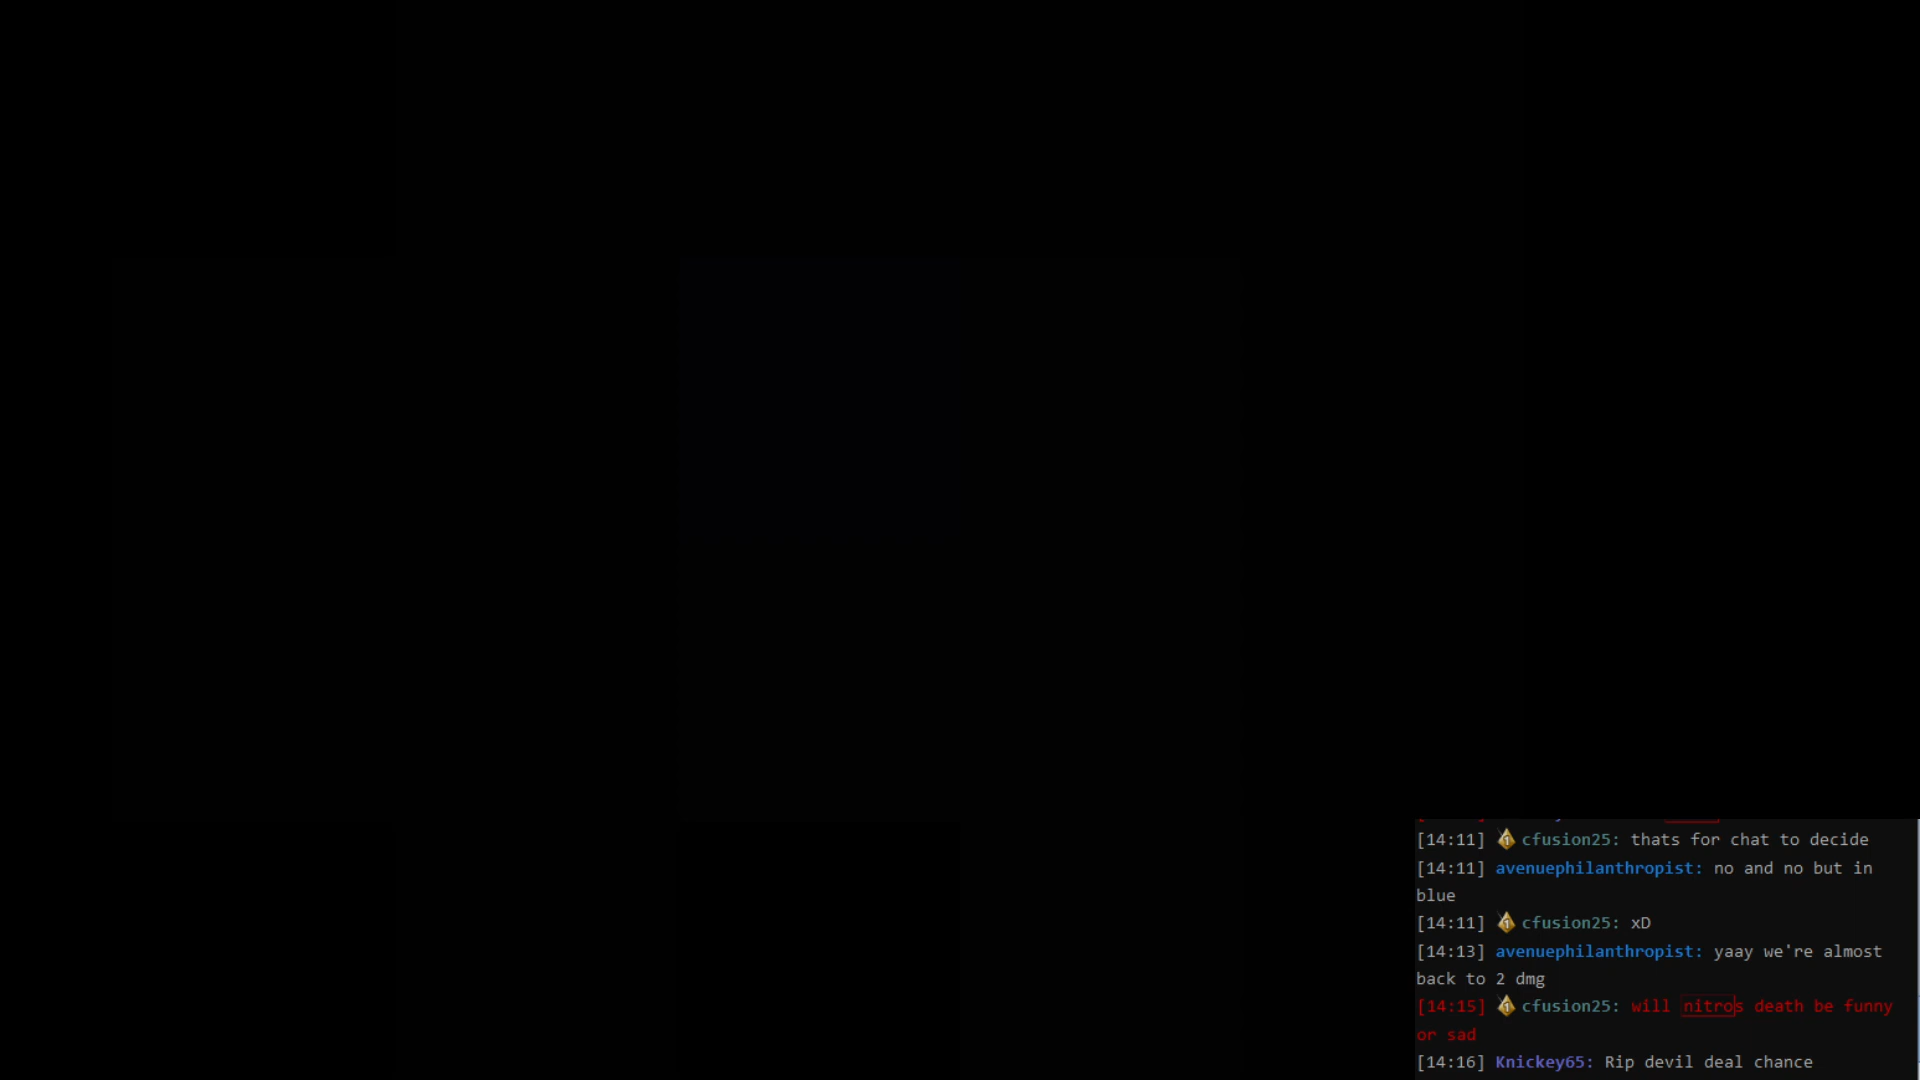 [14:11] cfusion25: thats for chat to decide
[14:11] avenuephilanthropist: no and no but in
blue
[14:11] cfusion25: xD
[14:13] avenuephilanthropist: yaay we're almost
back to 2 dmg
[14:15] cfusion25: will nitros death be funny
or sad
[14:16] Knickey65: Rip devil deal chance